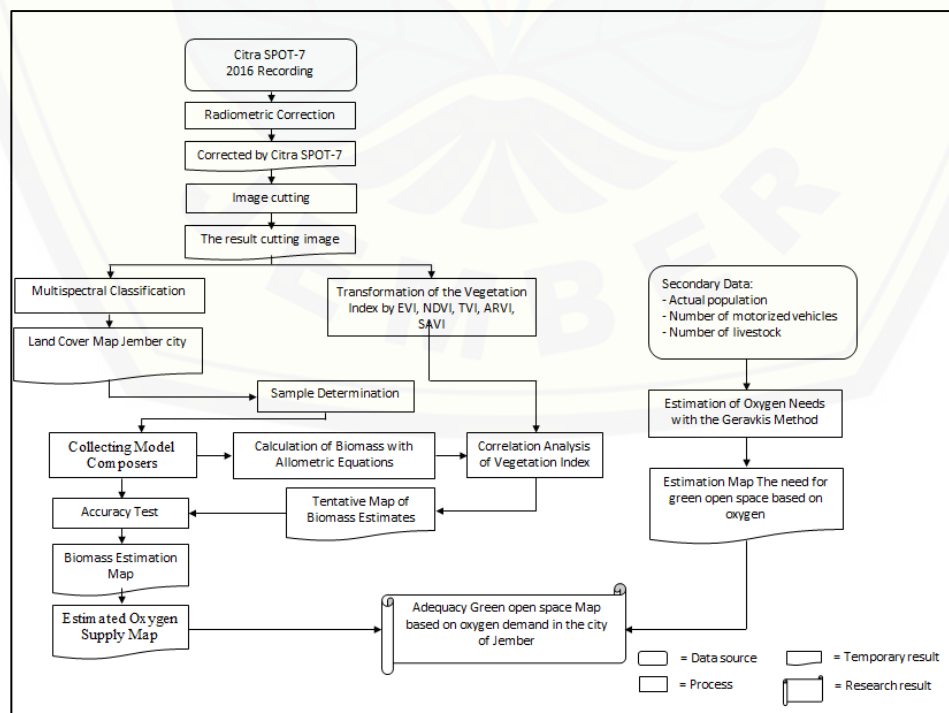 Citra SPOT-7
2016 Recording
Radiometric Correction
Corrected by Citra SPOT-7
Image cutting
The result cutting image
Multispectral Classification
Transformation of the Vegetation
Index by EVI, NDVI, TVI, ARVI,
SAVI
Secondary Data:
- Actual population
- Number of motorized vehicles
- Number of livestock
Land Cover Map Jember city
Sample Determination
Estimation of Oxygen Needs
with the Geravkis Method
Collecting Model
Composers
Calculation of Biomass with
Allometric Equations
Correlation Analysis
of Vegetation Index
Estimation Map The need for
green open space based on
oxygen
Accuracy Test
Tentative Map of
Biomass Estimates
Biomass Estimation
Map
Estimated Oxygen
Supply Map
Adequacy Green open space Map
based on oxygen demand in the city
of Jember
= Data source
= Temporary result
= Process
= Research result
JEMBER